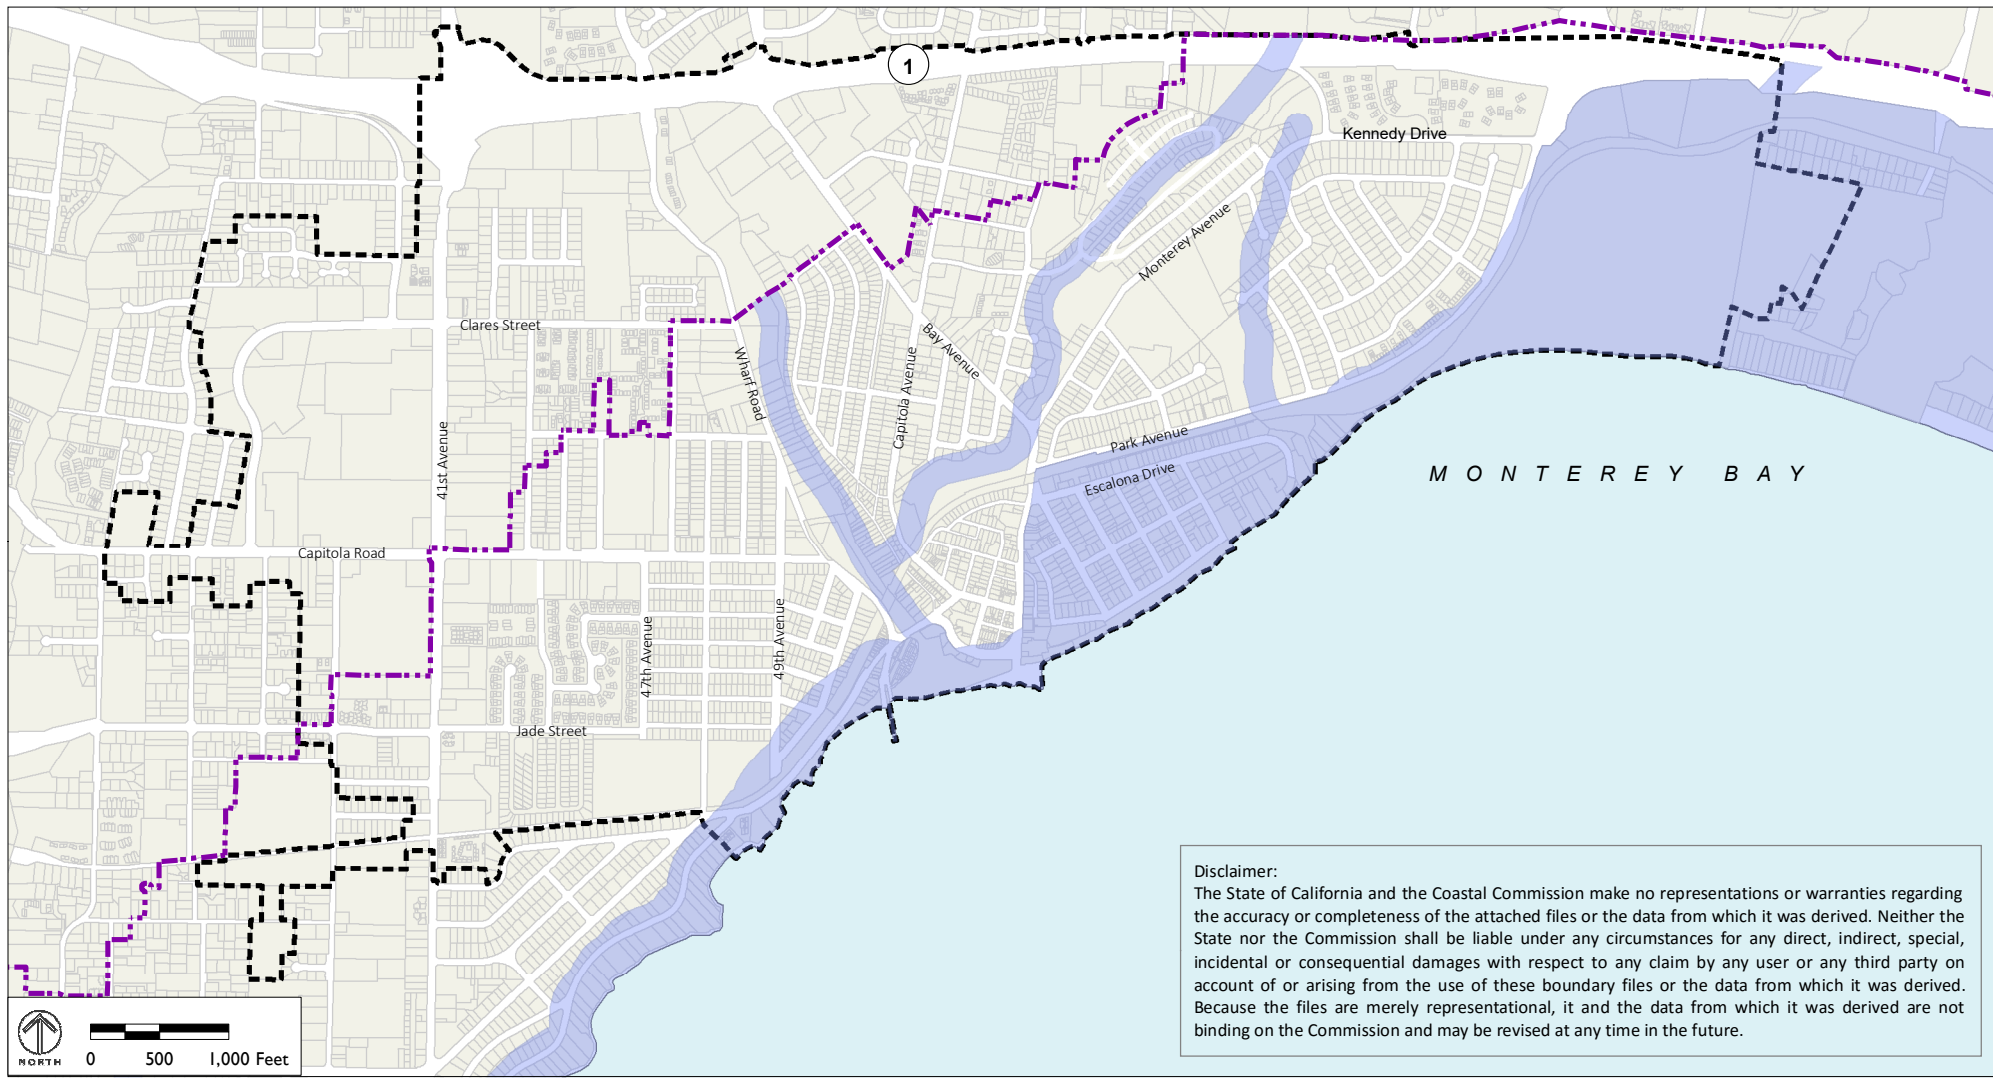 1
Kennedy Drive
Monterey Avenue
Clares Street
Bay Avenue
Wharf Road
Capitola Avenue
41st Avenue
Park Avenue
Escalona Drive
MONTEREY BAY
Capitola Road
47th Avenue
49th Avenue
Jade Street
Disclaimer:
The State of California and the Coastal Commission make no representations or warranties regarding
the accuracy or completeness of the attached files or the data from which it was derived. Neither the
State nor the Commission shall be liable under any circumstances for any direct, indirect, special,
incidental or consequential damages with respect to any claim by any user or any third party on
account of or arising from the use of these boundary files or the data from which it was derived.
Because the files are merely representational, it and the data from which it was derived are not
binding on the Commission and may be revised at any time in the future.
NORTH
0 500 1,000 Feet